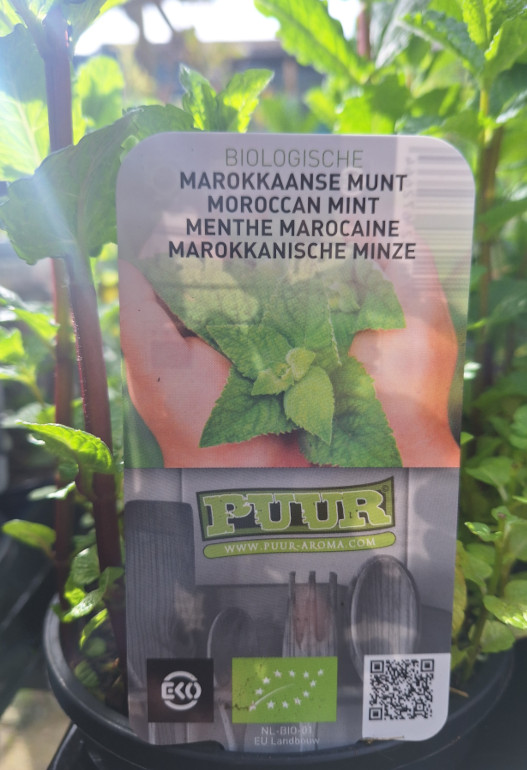 BIOLOGISCHE
MAROKKAANSE MUNT
MOROCCAN MINT
MENTHE MAROCAINE
MAROKKANISCHE MINZE
PUUR
WWW.PUUR-AROMA.COM
EKO
NL-BIO-01
EU Landbouw